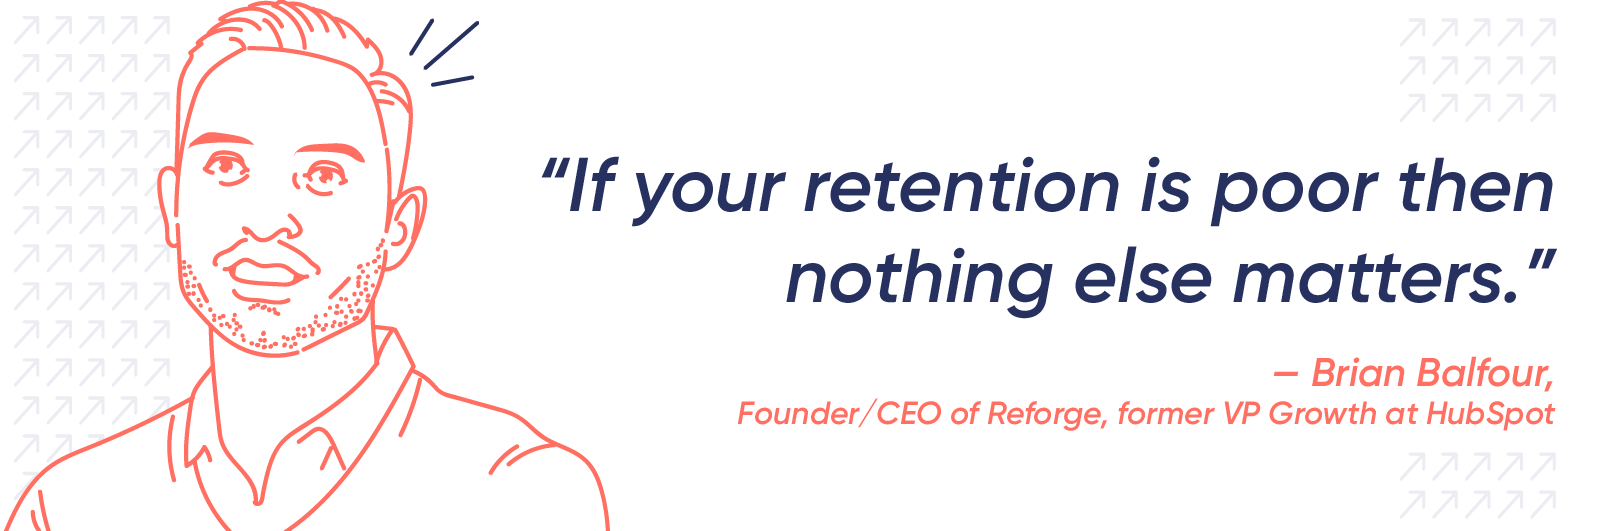 “If your retention is poor then
nothing else matters.”
– Brian Balfour,
Founder/CEO of Reforge, former VP Growth at HubSpot